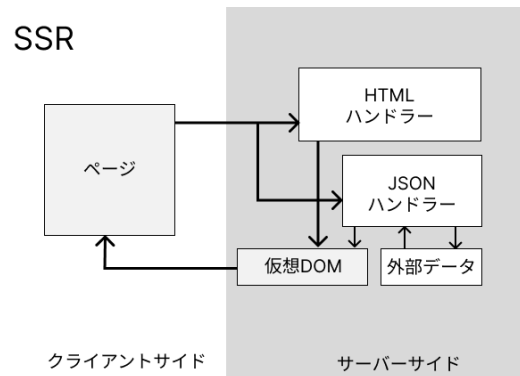 SSR
HTML
ハンドラー
ページ
JSON
ハンドラー
仮想DOM
外部データ
クライアントサイド
サーバーサイド